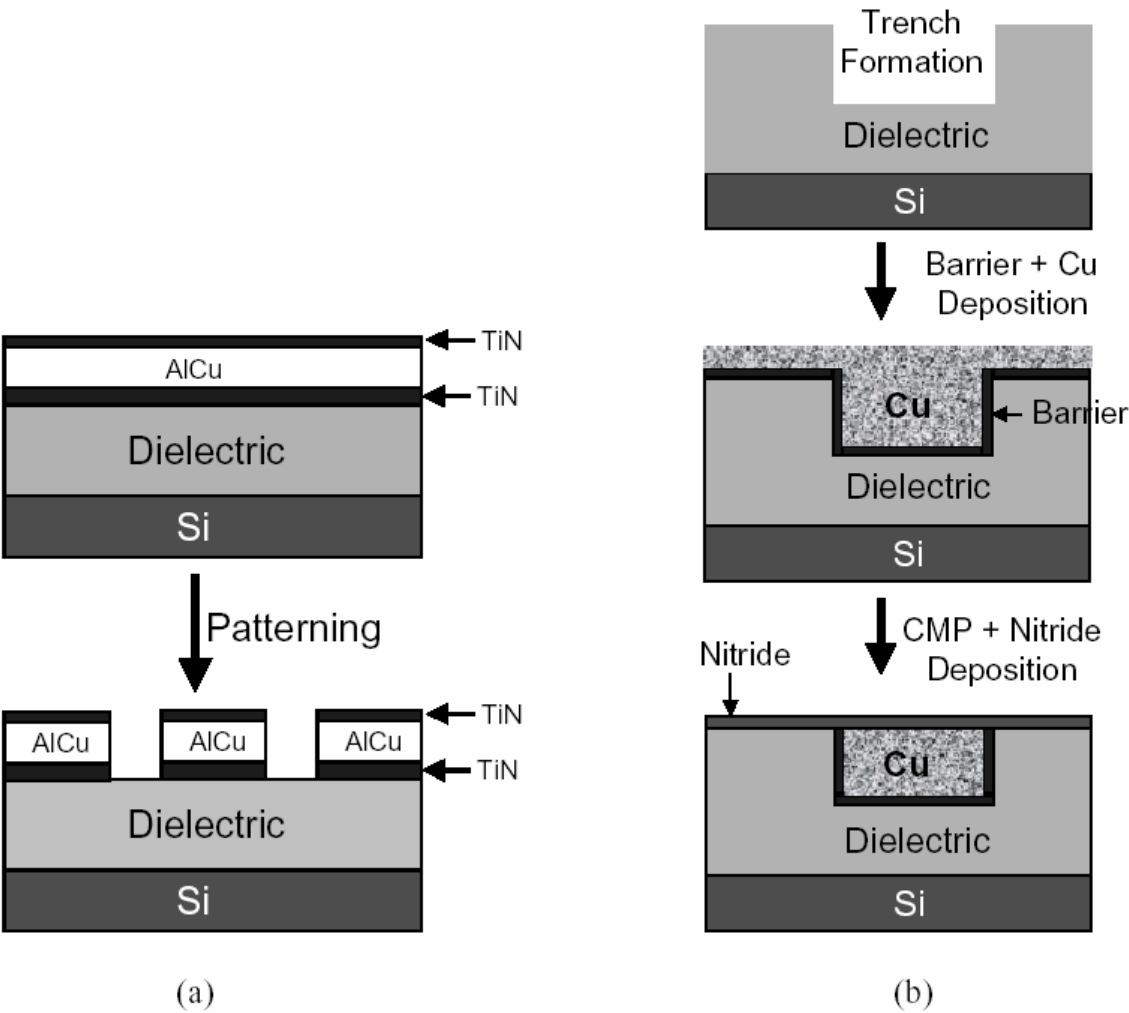 TiN
AlCu
TiN
Dielectric
Si
Patterning
TiN
AlCu AlCu AlCu
TiN
Dielectric
Si
(a)
Trench
Formation
Dielectric
Si
Barrier + Cu
Deposition
Cu
Barrier
Dielectric
Si
CMP + Nitride
Deposition
Nitride
Cu
Dielectric
Si
(b)